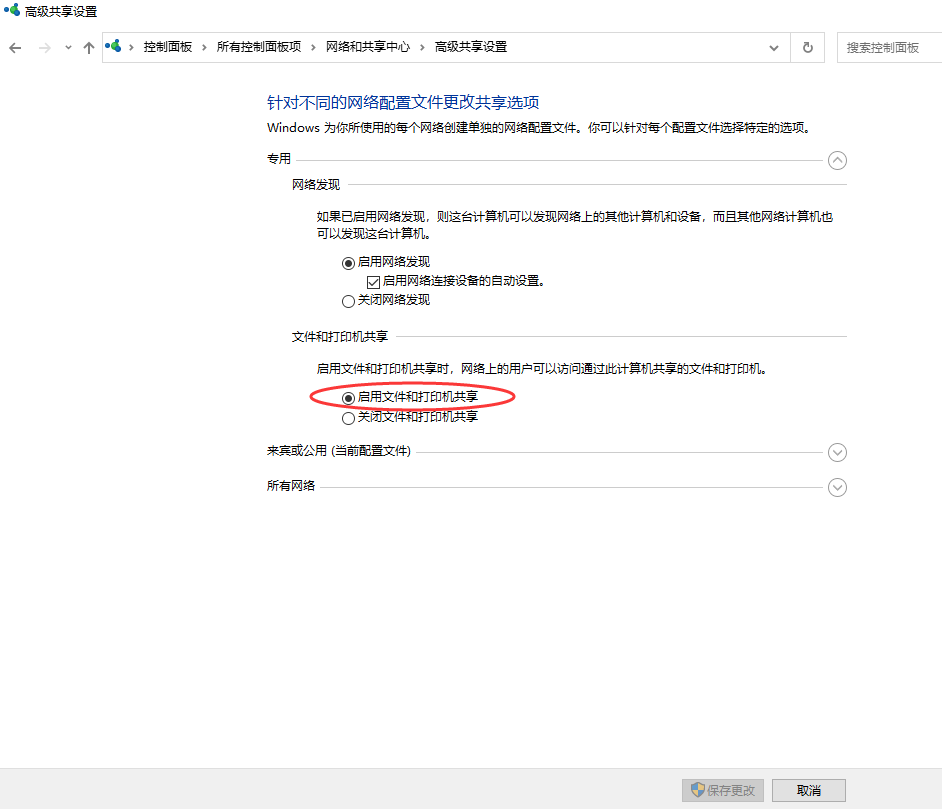 高级共享设置
控制面板 > 所有控制面板项 > 网络和共享中心 > 高级共享设置
搜索控制面板
针对不同的网络配置文件更改共享选项
Windows 为你所使用的每个网络创建单独的网络配置文件。你可以针对每个配置文件选择特定的选项。
专用
网络发现
如果已启用网络发现，则这台计算机可以发现网络上的其他计算机和设备，而且其他网络计算机也
可以发现这台计算机。
启用网络发现
启用网络连接设备的自动设置。
关闭网络发现
文件和打印机共享
启用文件和打印机共享时，网络上的用户可以访问通过此计算机共享的文件和打印机。
启用文件和打印机共享
关闭文件和打印机共享
来宾或公用 (当前配置文件)
所有网络
保存更改
取消